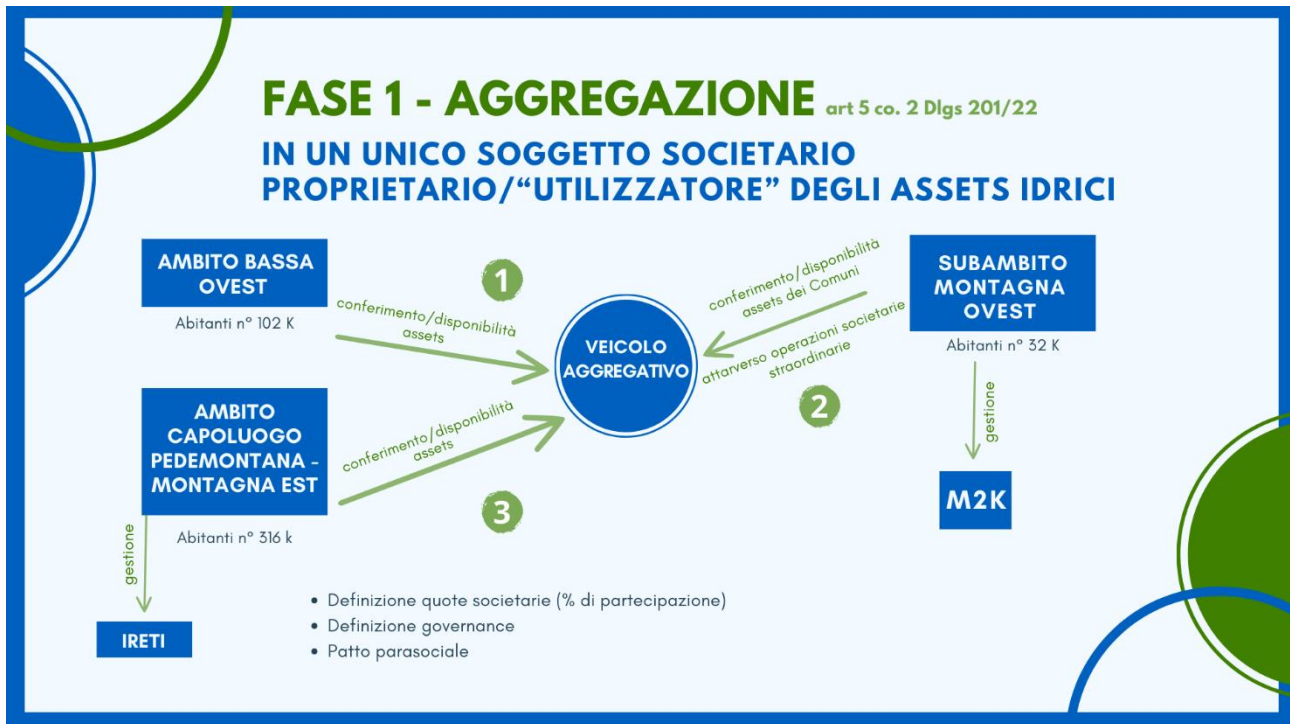 FASE 1 - AGGREGAZIONE art 5 co. 2 Dlgs 201/22
IN UN UNICO SOGGETTO SOCIETARIO
PROPRIETARIO/“UTILIZZATORE” DEGLI ASSETS IDRICI
AMBITO BASSA
OVEST
Abitanti n° 102 K
conferimento/disponibilità
assets
1
VEICOLO
AGGREGATIVO
conferimento/disponibilità
assets dei Comuni
attarverso operazioni societarie
straordinarie
2
SUBAMBITO
MONTAGNA
OVEST
Abitanti n° 32 K
gestione
M2K
AMBITO
CAPOLUOGO
PEDEMONTANA -
MONTAGNA EST
Abitanti n° 316 k
conferimento/disponibilità
assets
3
gestione
IRETI
• Definizione quote societarie (% di partecipazione)
• Definizione governance
• Patto parasociale